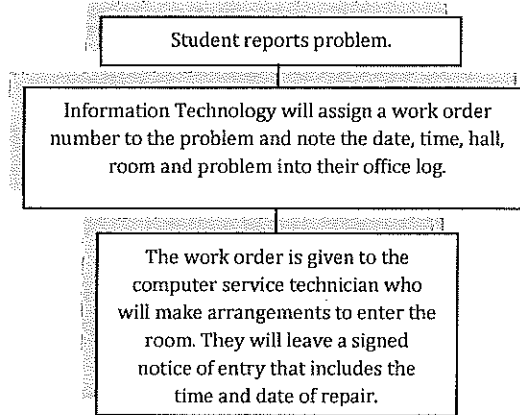 Student reports problem.
Information Technology will assign a work order
number to the problem and note the date, time, hall,
room and problem into their office log.
The work order is given to the
computer service technician who
will make arrangements to enter the
room. They will leave a signed
notice of entry that includes the
time and date of repair.